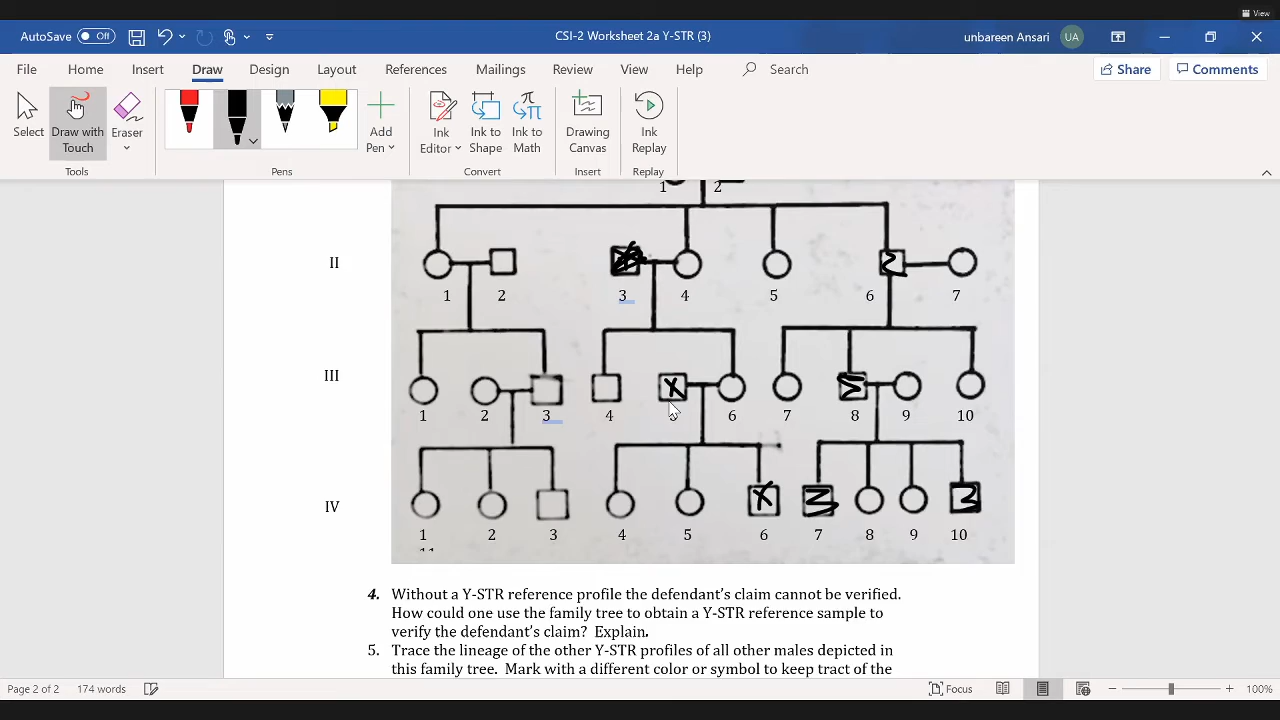 View
AutoSave Off CSI-2 Worksheet 2a Y-STR (3) unbareen Ansari UA
File Home Insert Draw Design Layout References Mailings Review View Help Search Share Comments
Select Draw with Touch Eraser Add Pen Ink Editor Ink to Shape Ink to Math Drawing Canvas Ink Replay
Tools Pens Convert Insert Replay
1 2
II
1 2 3 4 5 6 7
III
1 2 3 4 5 6 7 8 9 10
IV
1 2 3 4 5 6 7 8 9 10
4. Without a Y-STR reference profile the defendant's claim cannot be verified.
How could one use the family tree to obtain a Y-STR reference sample to
verify the defendant's claim? Explain.
5. Trace the lineage of the other Y-STR profiles of all other males depicted in
this family tree. Mark with a different color or symbol to keep tract of the
Page 2 of 2 174 words Focus 100%